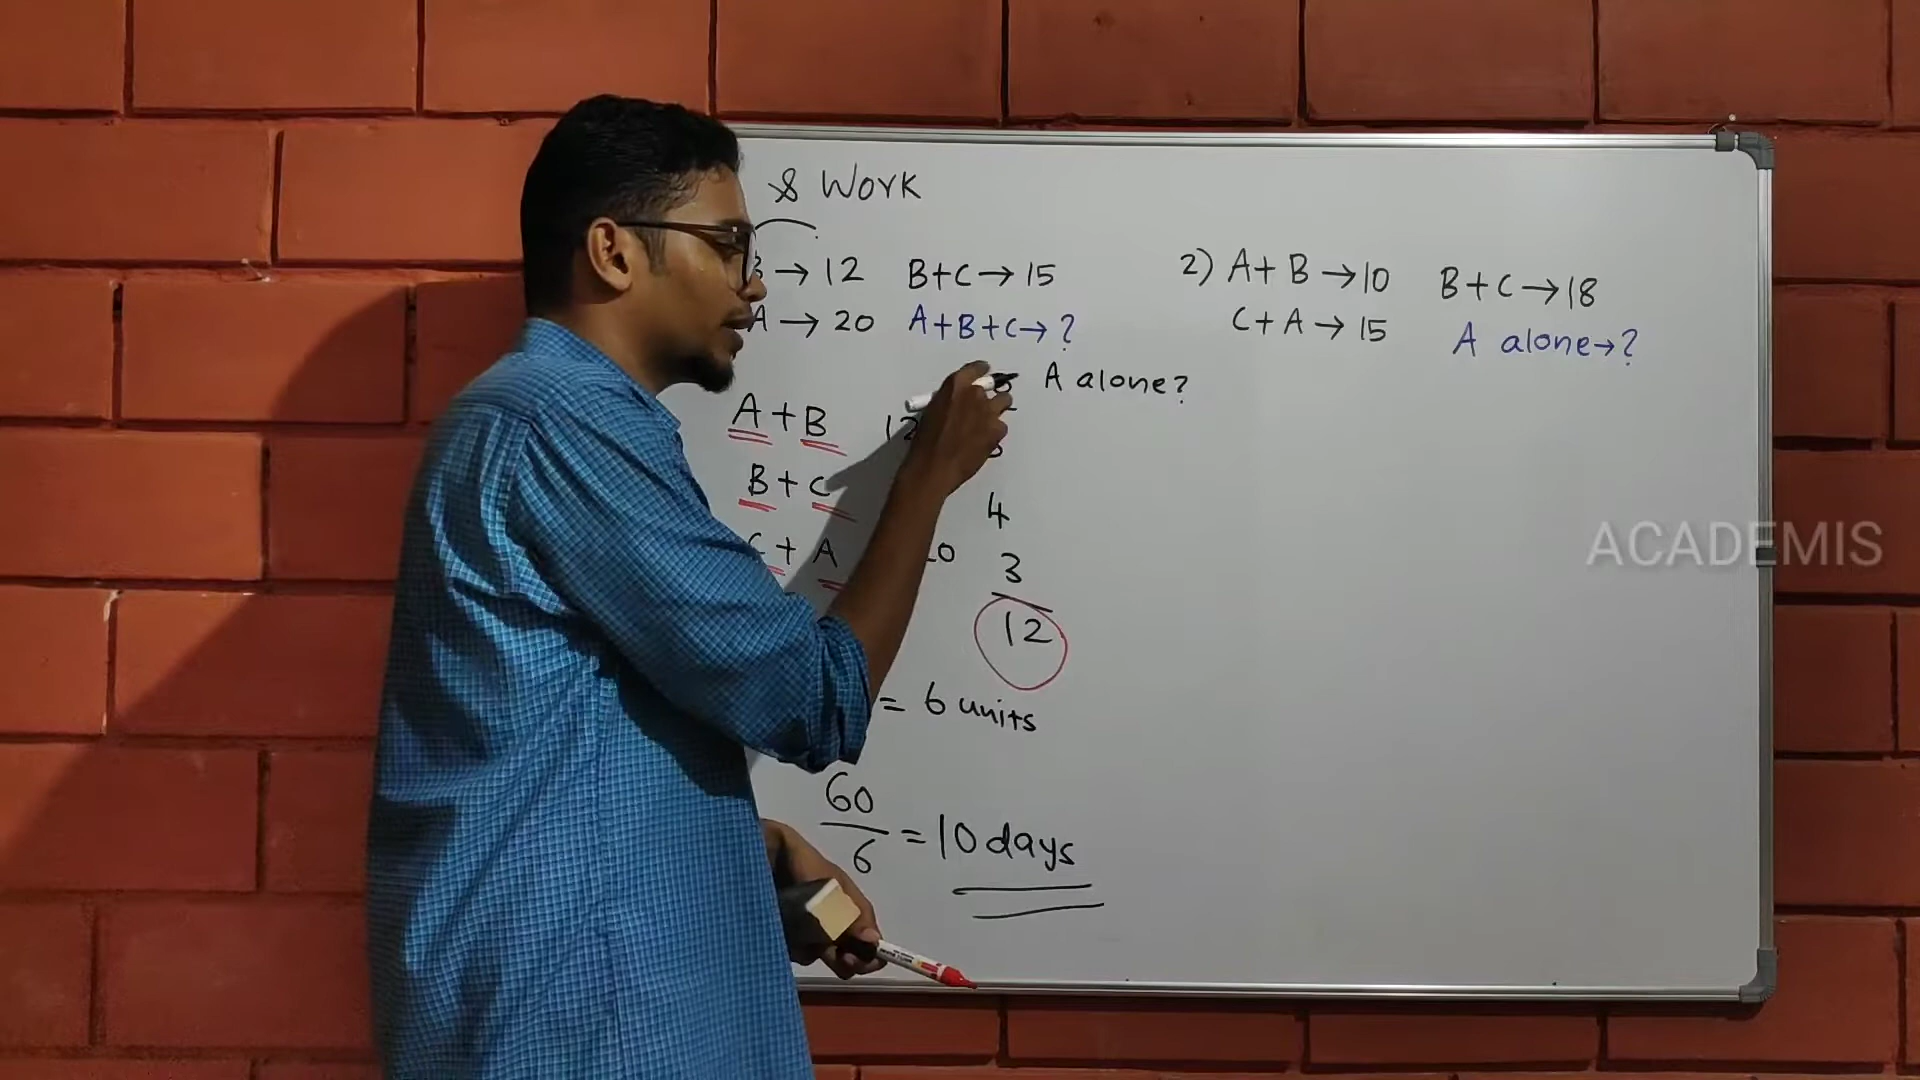 & WORK
→ 12 B+C → 15
A → 20 A+B+C → ?
A alone?
A + B 12
B + C
4
C + A 20
3
12
= 6 units
60
6
= 10 days
2) A + B → 10 B + C → 18
C + A → 15 A alone → ?
ACADEMIS